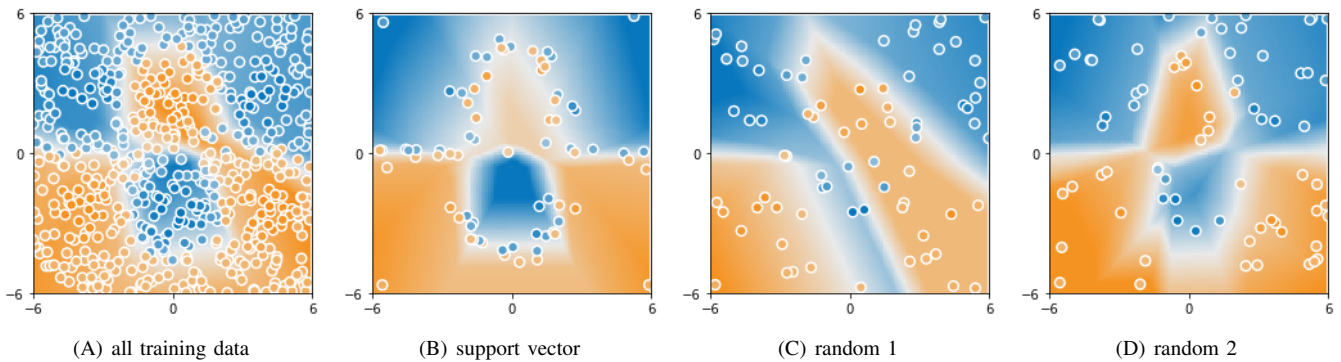 6 6 6 6
0 0 0 0
−6 −6 −6 −6
−6 0 6 −6 0 6 −6 0 6 −6 0 6
(A) all training data (B) support vector (C) random 1 (D) random 2